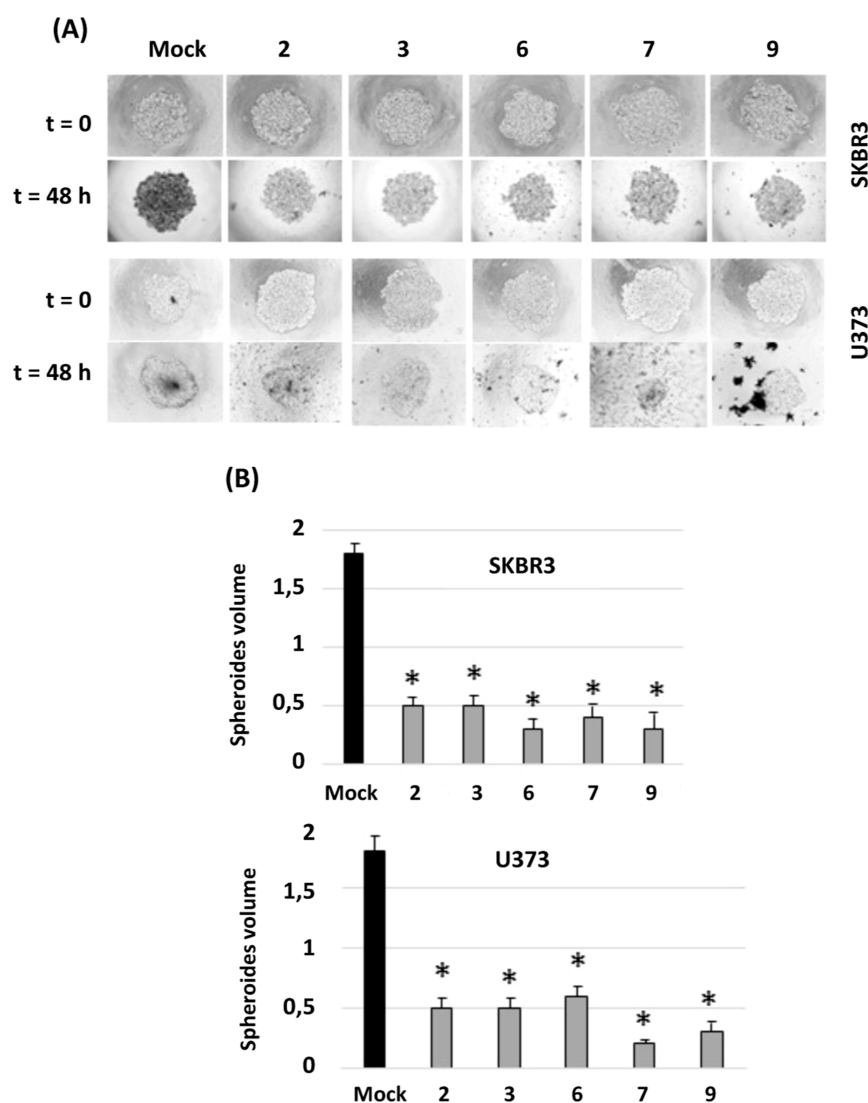 (A)
Mock 2 3 6 7 9
t = 0
SKBR3
t = 48 h
t = 0
U373
t = 48 h
(B)
2
1,5
1
0,5
0
Spheroides volume
SKBR3
* * * * *
Mock 2 3 6 7 9
2
1,5
1
0,5
0
Spheroides volume
U373
* * * * *
Mock 2 3 6 7 9